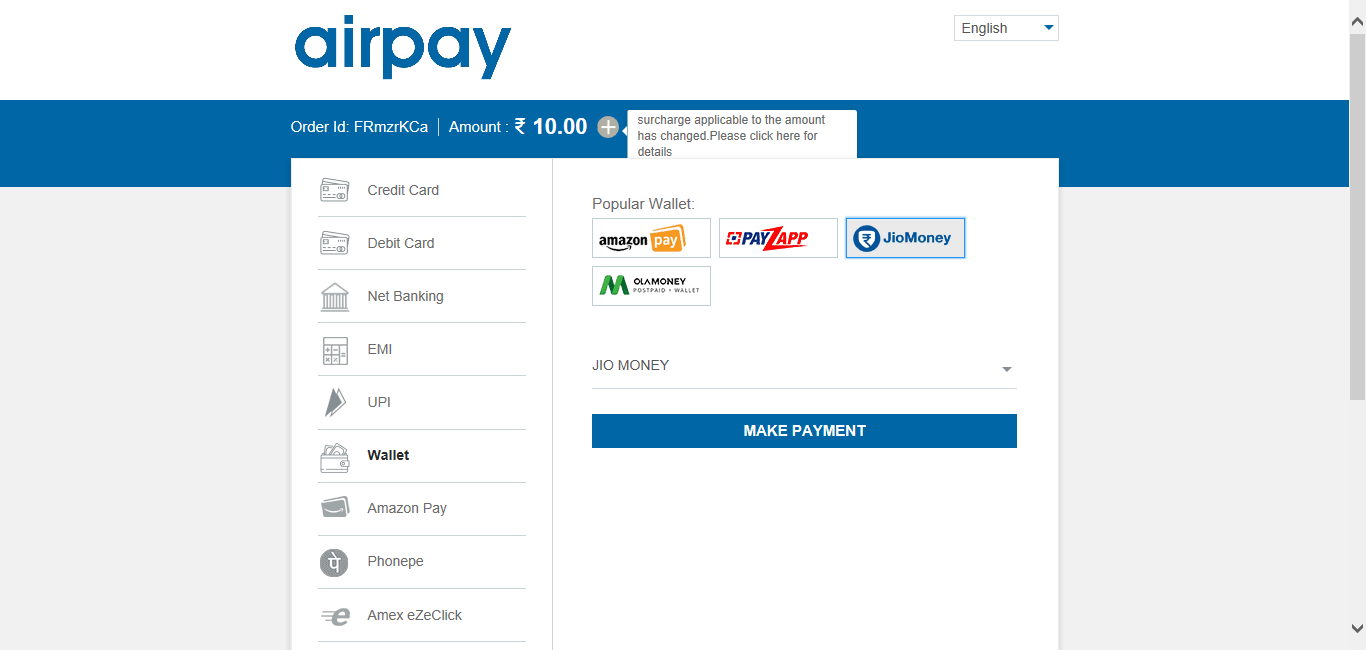 airpay
English
Order Id: FRmzrKCa | Amount : ₹ 10.00
surcharge applicable to the amount
has changed.Please click here for
details
Credit Card
Debit Card
Net Banking
EMI
UPI
Wallet
Amazon Pay
Phonepe
Amex eZeClick
Popular Wallet:
amazon pay
PAYZAPP
JioMoney
OLAMONEY
POSTPAID + WALLET
JIO MONEY
MAKE PAYMENT